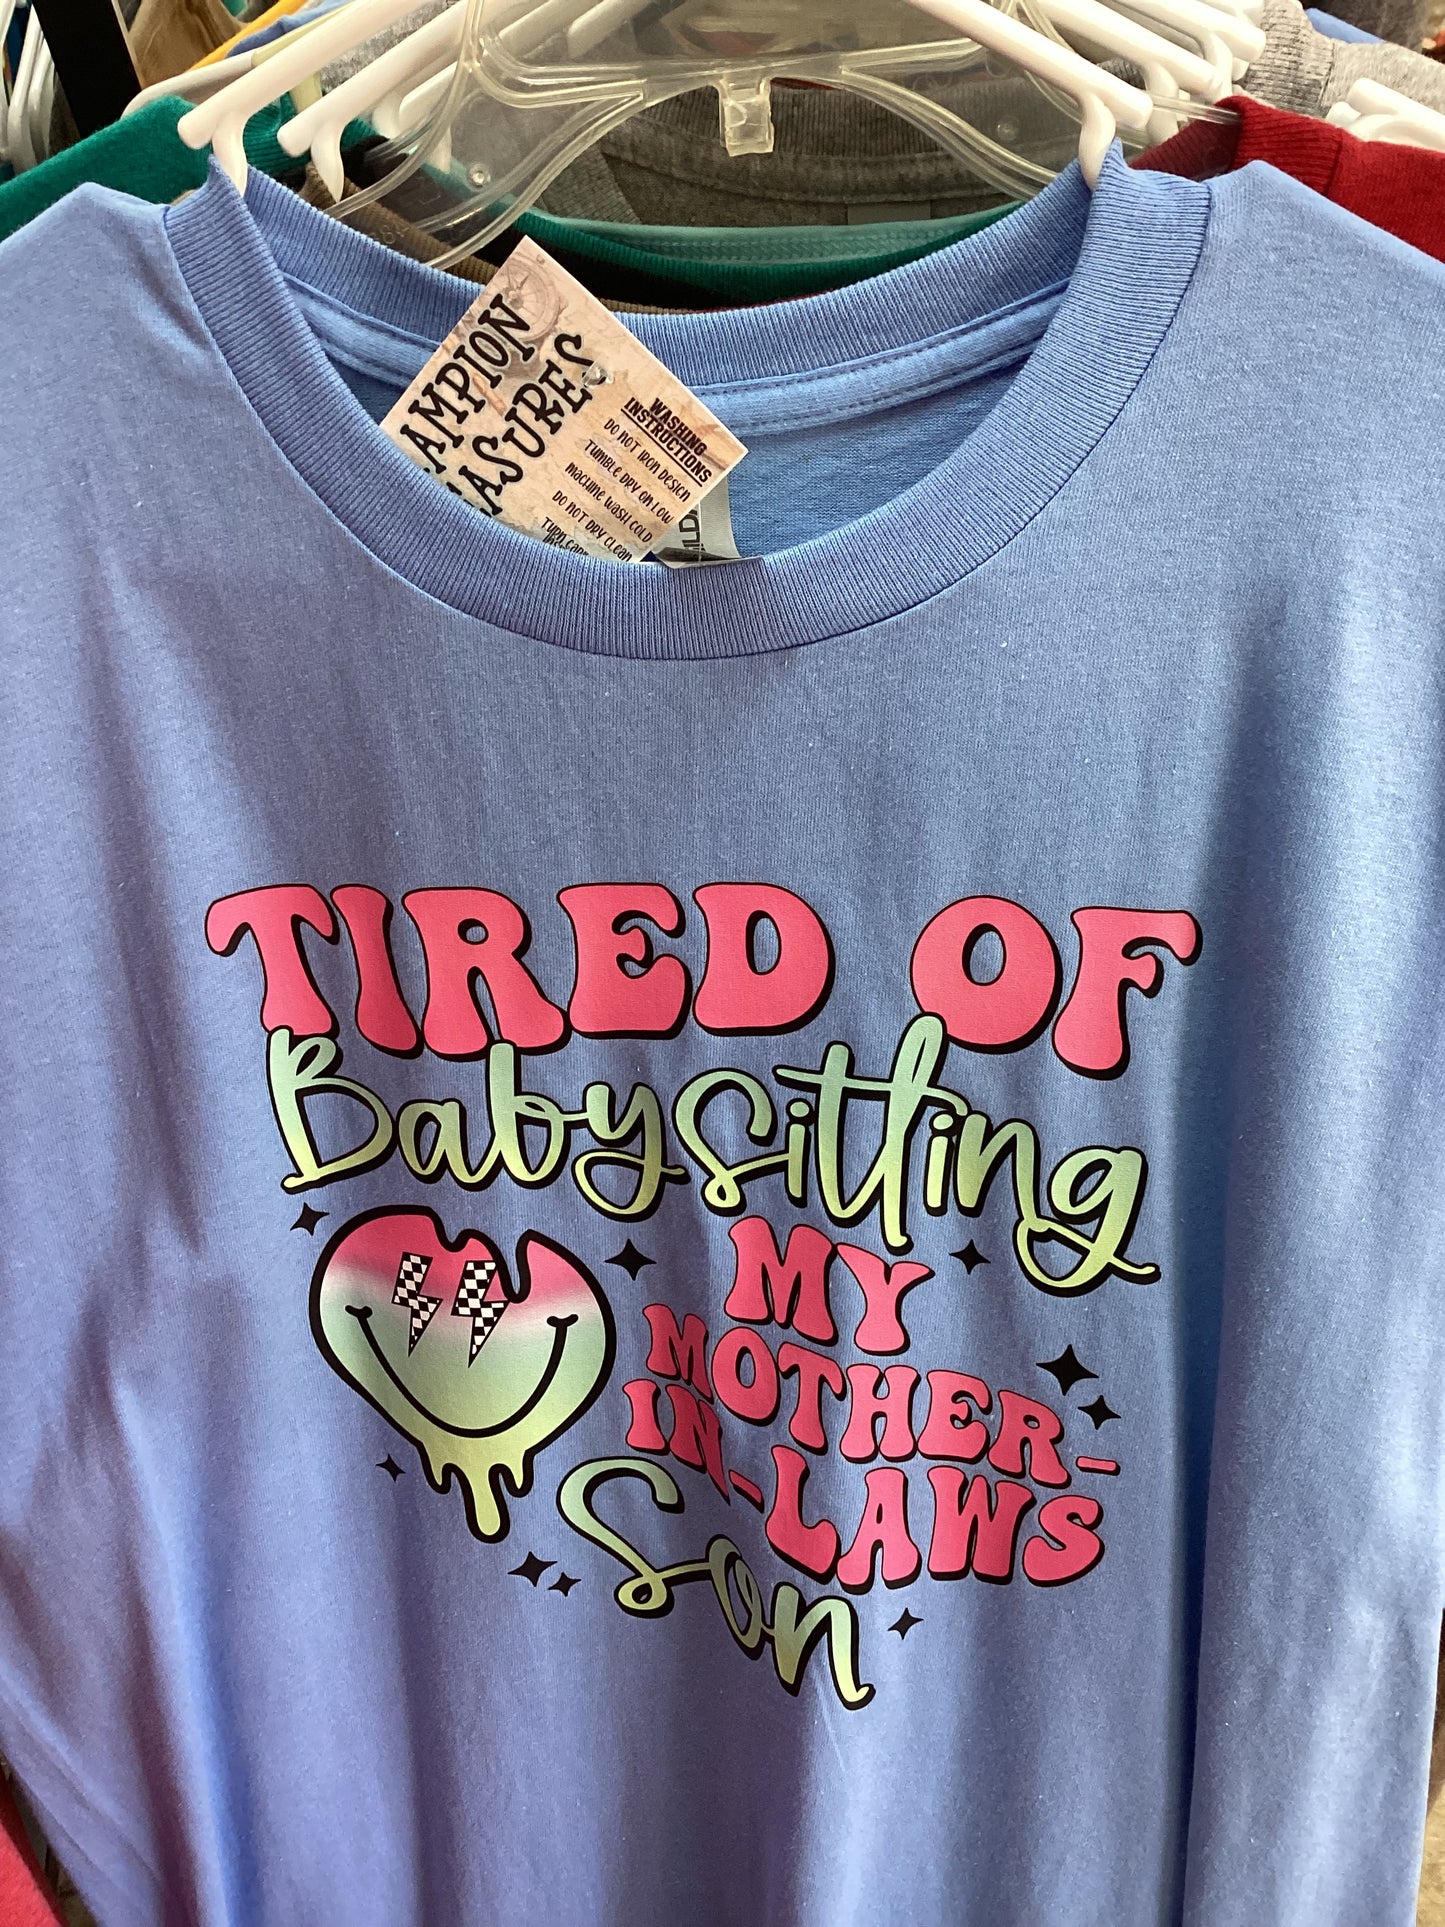 WASHING
INSTRUCTIONS
DO NOT IRON DESIGN
TUMBLE DRY ON LOW
MACHINE WASH COLD
DO NOT DRY CLEAN
TIRED OF
Babysitting
MY
MOTHER-
IN-LAWS
Son